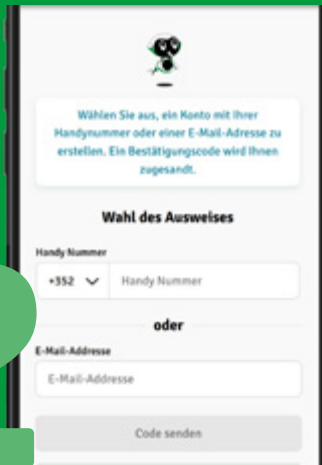 Wählen Sie aus, ein Konto mit Ihrer
Handynummer oder einer E-Mail-Adresse zu
erstellen. Ein Bestätigungscode wird Ihnen
zugesandt.
Wahl des Ausweises
Handy Nummer
+352 Handy Nummer
oder
E-Mail-Addresse
E-Mail-Addresse
Code senden